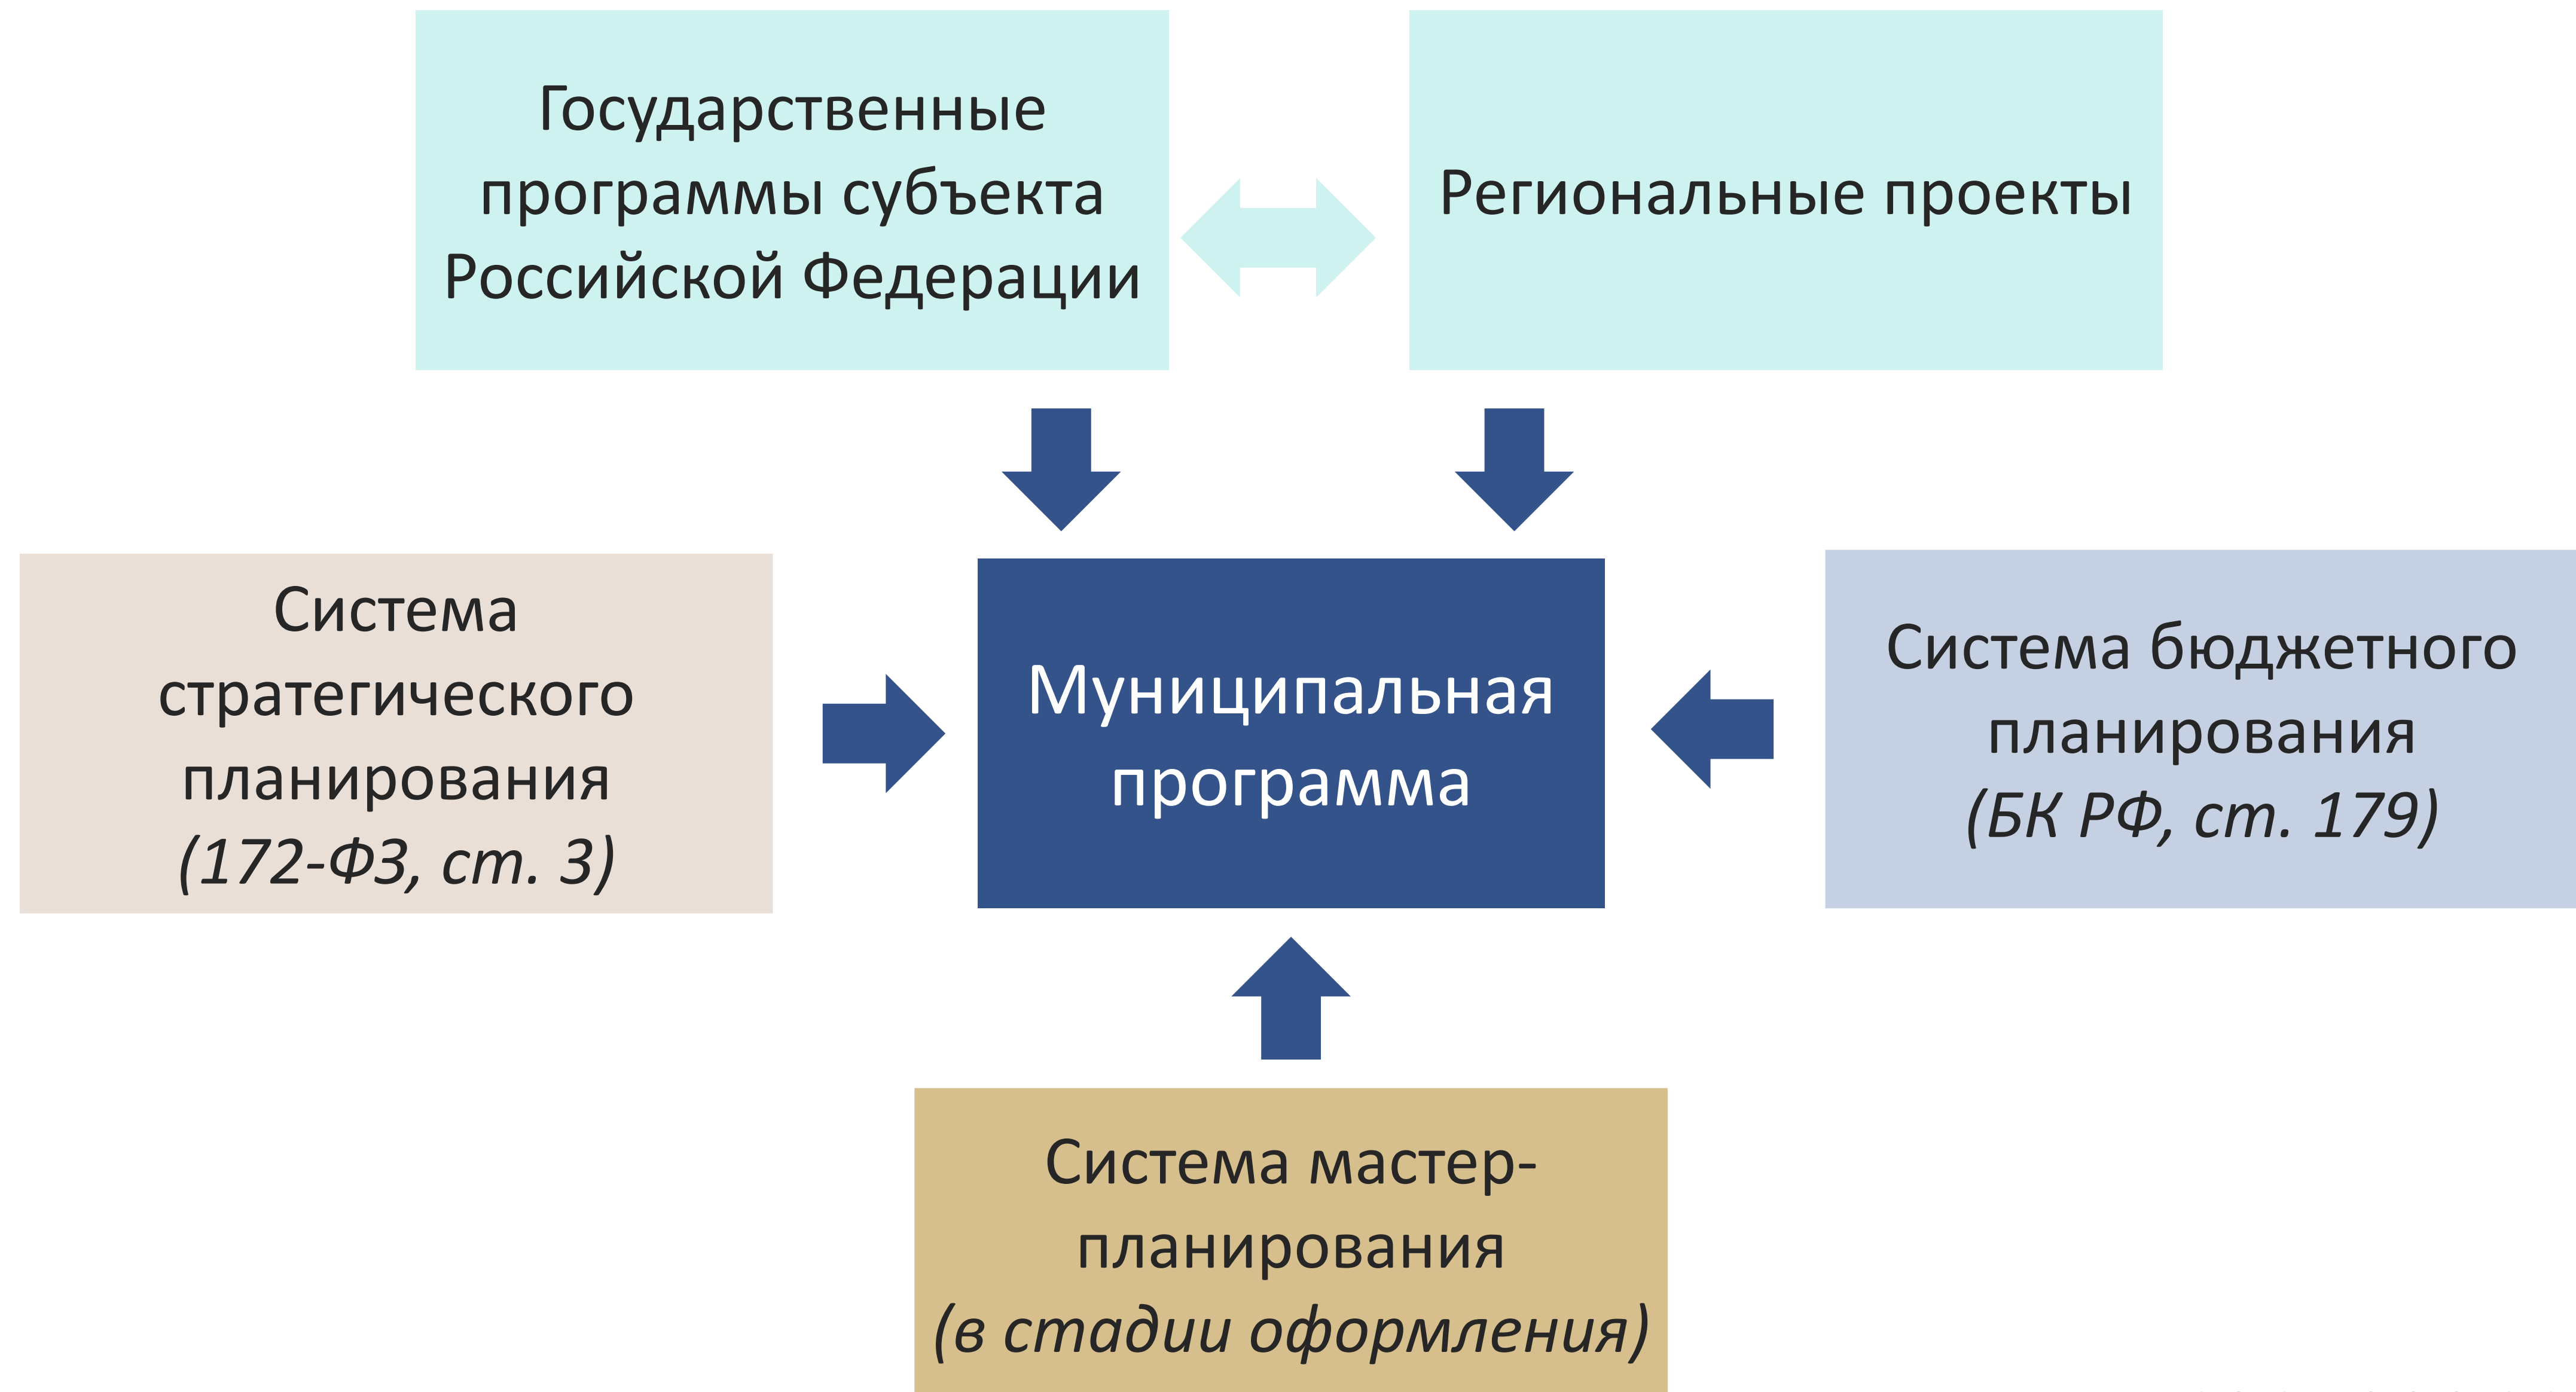 Государственные
программы субъекта
Российской Федерации
Региональные проекты
Система
стратегического
планирования
(172-ФЗ, ст. 3)
Муниципальная
программа
Система бюджетного
планирования
(БК РФ, ст. 179)
Система мастер-
планирования
(в стадии оформления)